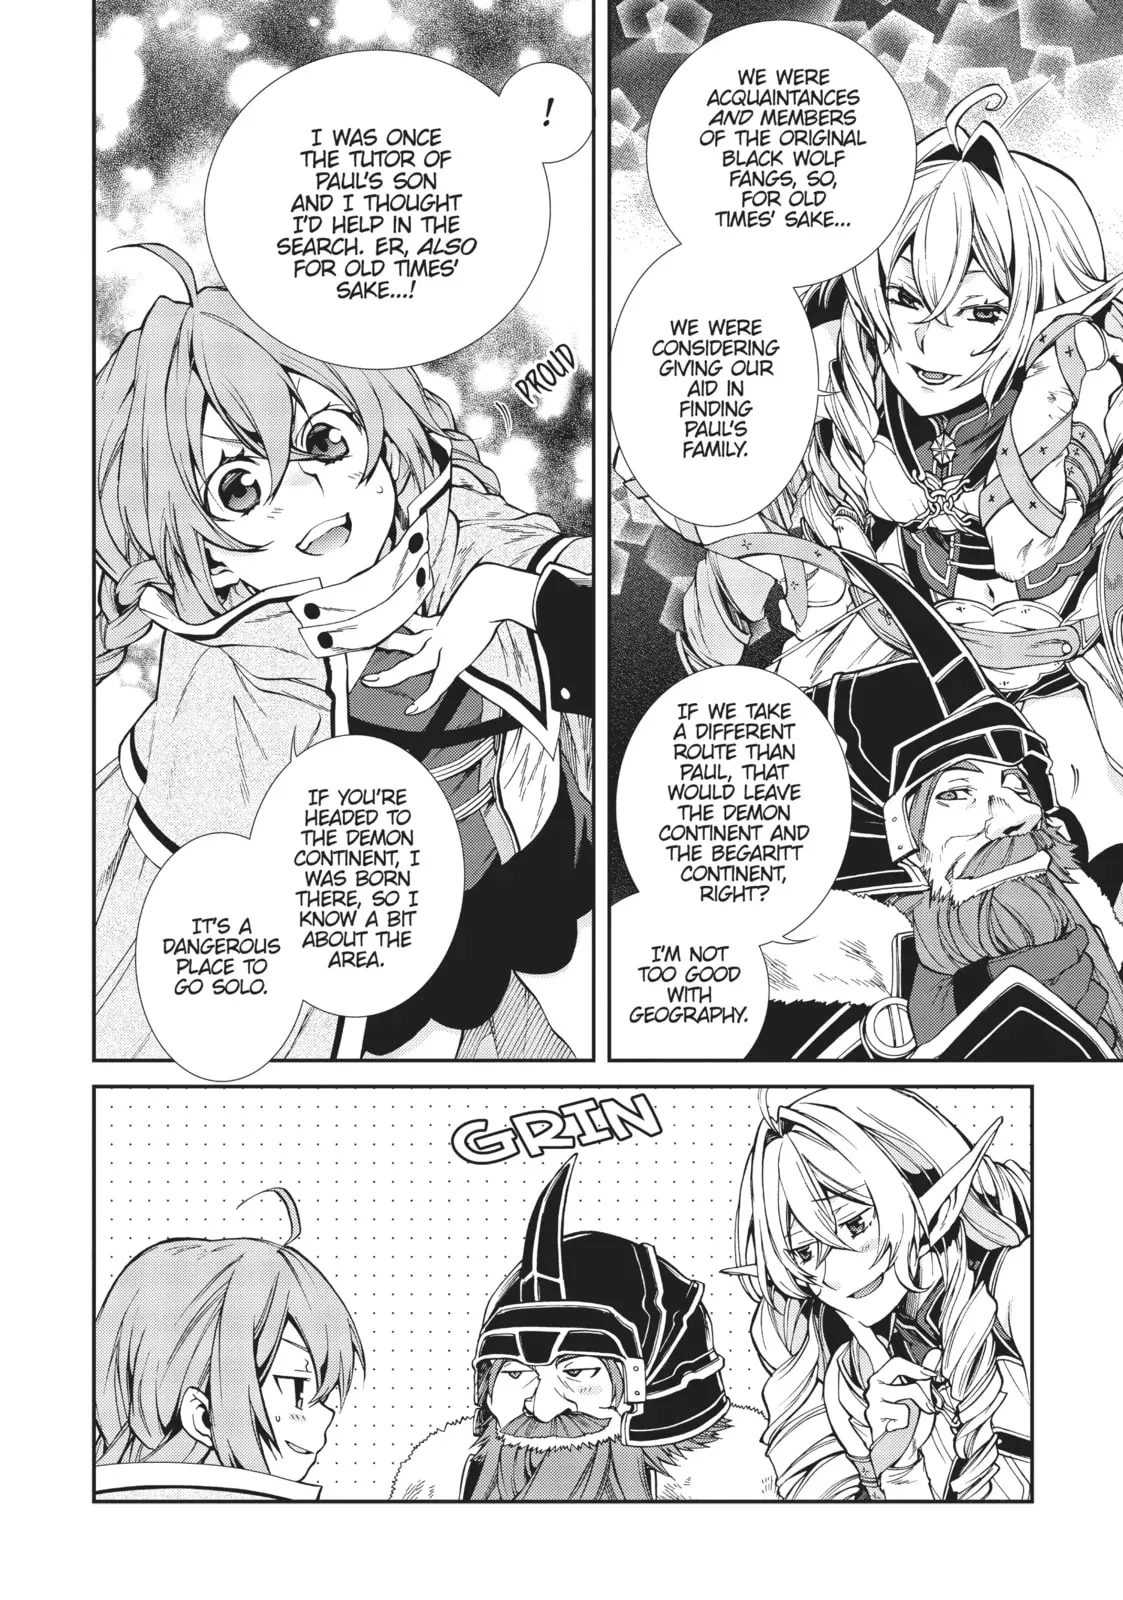 WE WERE
ACQUAINTANCES
AND MEMBERS
OF THE ORIGINAL
BLACK WOLF
FANGS, SO,
FOR OLD
TIMES' SAKE...
WE WERE
CONSIDERING
GIVING OUR
AID IN
FINDING
PAUL'S
FAMILY.
IF WE TAKE
A DIFFERENT
ROUTE THAN
PAUL, THAT
WOULD LEAVE
THE DEMON
CONTINENT AND
THE BEGARITT
CONTINENT,
RIGHT?
I'M NOT
TOO GOOD
WITH
GEOGRAPHY.
!
I WAS ONCE
THE TUTOR OF
PAUL'S SON
AND I THOUGHT
I'D HELP IN THE
SEARCH. ER, ALSO
FOR OLD TIMES'
SAKE...!
PROUD
IF YOU'RE
HEADED TO
THE DEMON
CONTINENT, I
WAS BORN
THERE, SO I
KNOW A BIT
ABOUT THE
AREA.
IT'S A
DANGEROUS
PLACE TO
GO SOLO.
GRIN